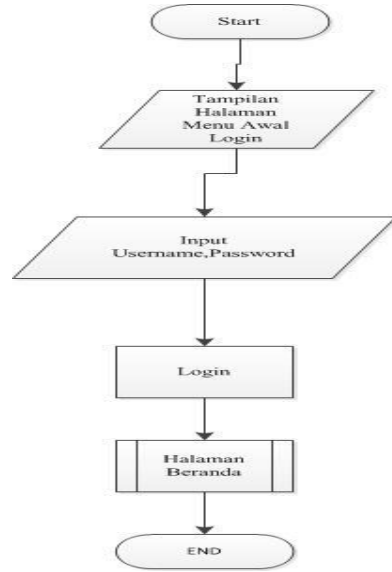 Start
Tampilan
Halaman
Menu Awal
Login
Input
Username,Password
Login
Halaman
Beranda
END